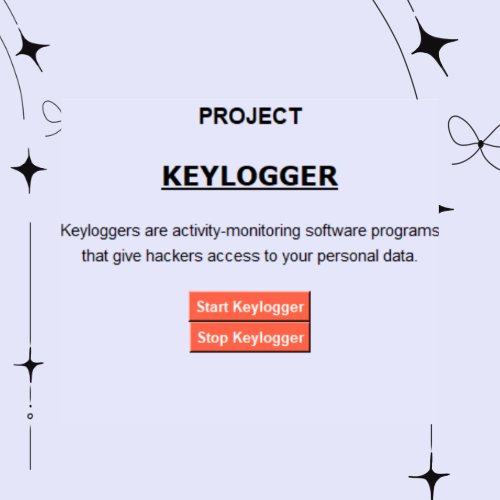 PROJECT
KEYLOGGER
Keyloggers are activity-monitoring software programs
that give hackers access to your personal data.
Start Keylogger
Stop Keylogger